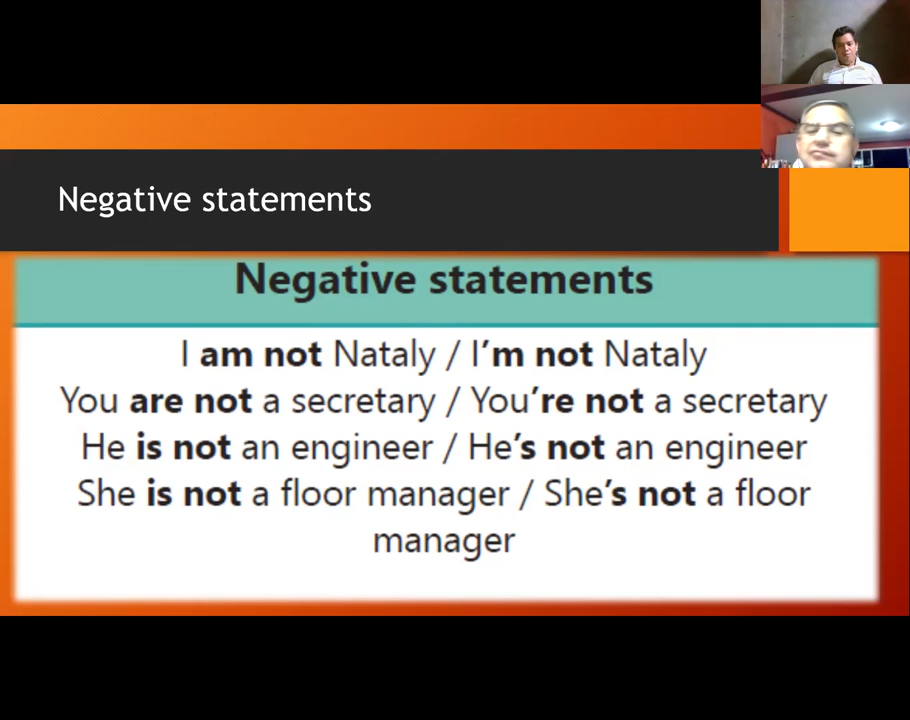 Negative statements
Negative statements
I am not Nataly / I'm not Nataly
You are not a secretary / You're not a secretary
He is not an engineer / He's not an engineer
She is not a floor manager / She's not a floor
manager